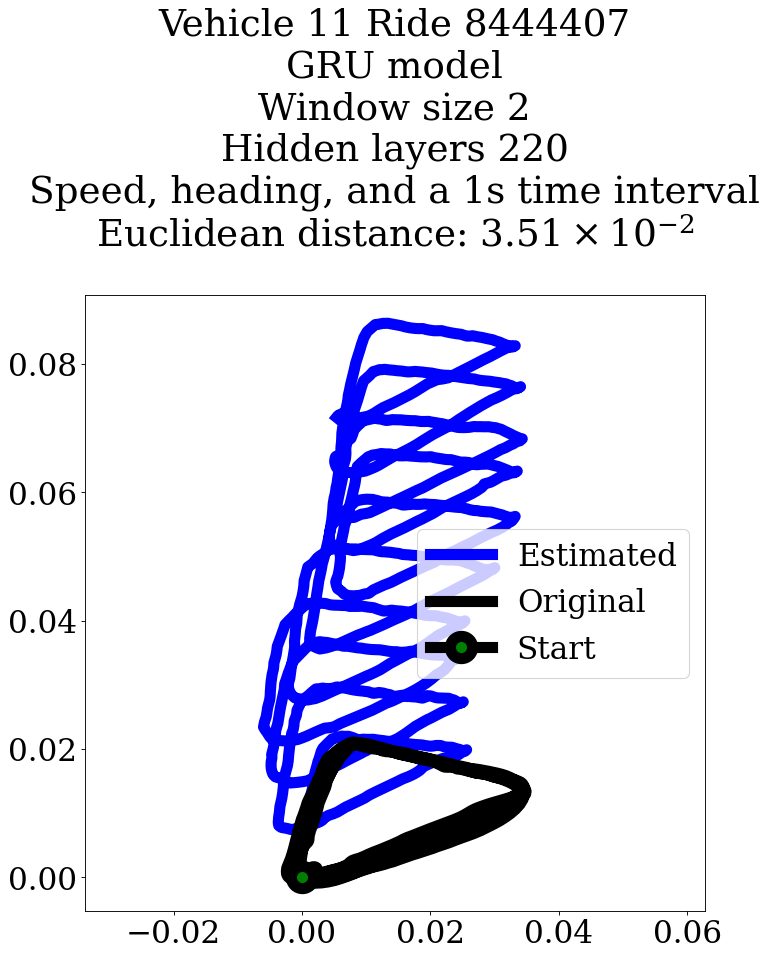 Vehicle 11 Ride 8444407
GRU model
Window size 2
Hidden layers 220
Speed, heading, and a 1s time interval
Euclidean distance: 3.51 × 10⁻²
0.08
0.06
0.04
0.02
0.00
Estimated
Original
Start
−0.02
0.00
0.02
0.04
0.06